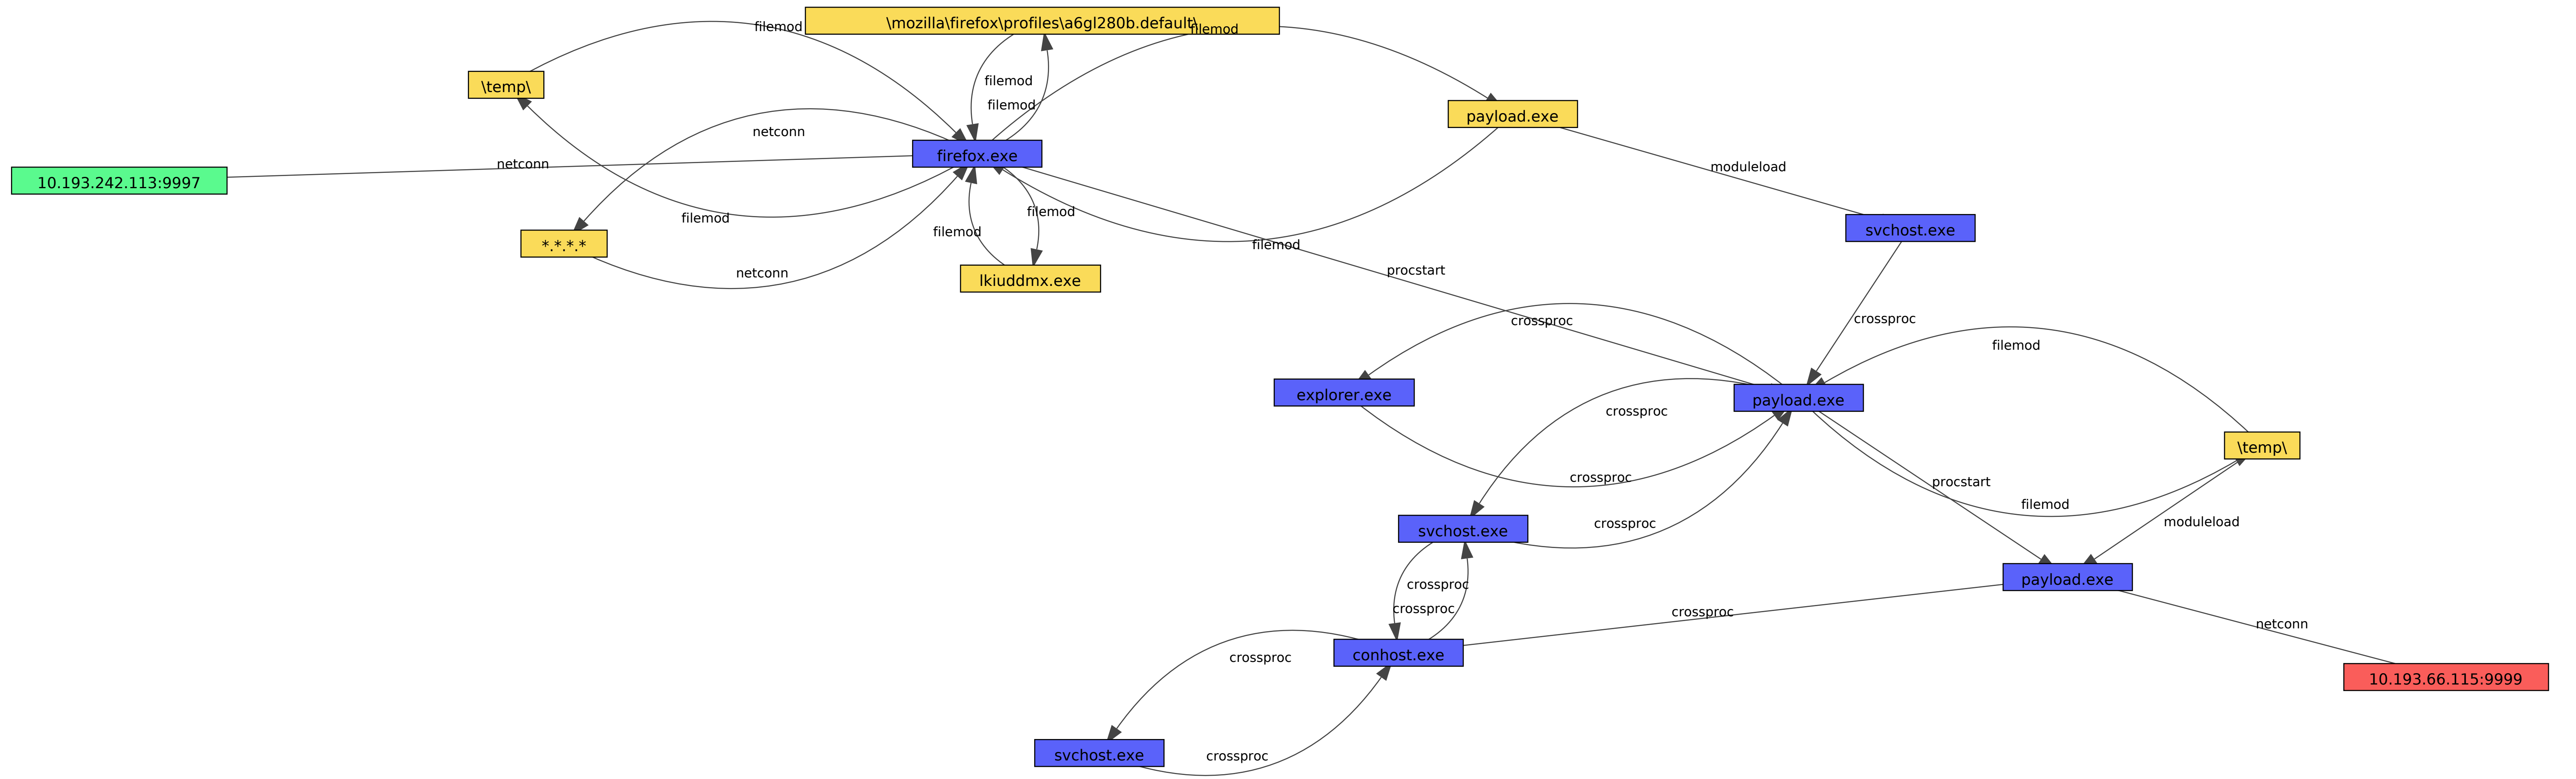 \mozilla\firefox\profiles\a6gl280b.default\
filemod
filemod
filemod
\temp\
filemod
payload.exe
netconn
firefox.exe
netconn
moduleload
10.193.242.113:9997
filemod
filemod
filemod
svchost.exe
*.*.*.*
filemod
netconn
procstart
lkiuddmx.exe
crossproc
crossproc
filemod
explorer.exe
payload.exe
crossproc
\temp\
crossproc
procstart
filemod
crossproc
moduleload
svchost.exe
crossproc
payload.exe
crossproc
crossproc
netconn
conhost.exe
crossproc
10.193.66.115:9999
svchost.exe
crossproc